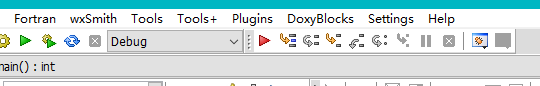 Fortran wxSmith Tools Tools+ Plugins DoxyBlocks Settings Help
Debug
main() : int